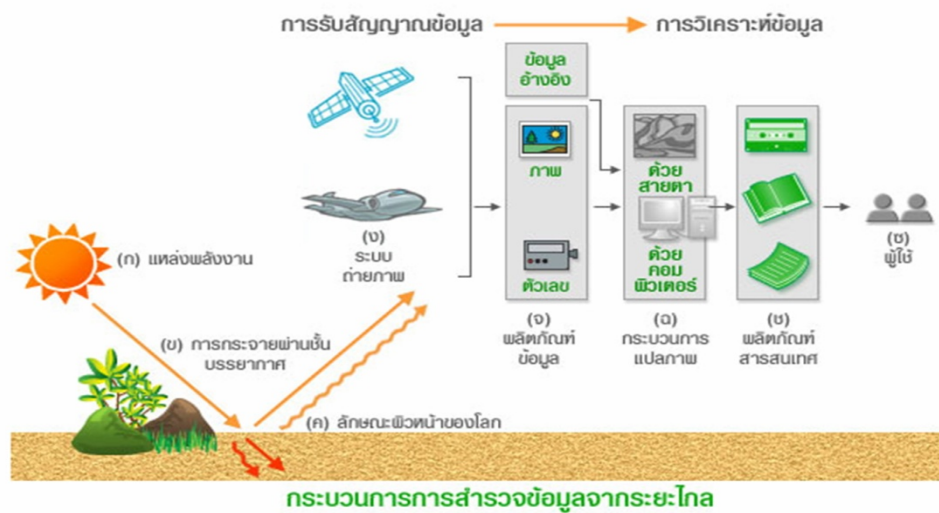 การรับสัญญาณข้อมูล
การวิเคราะห์ข้อมูล
ข้อมูล
อ้างอิง
ภาพ
ตัวเลข
ด้วย
สายตา
ด้วย
คอม
พิวเตอร์
(ก) แหล่งพลังงาน
(ข) การกระจายผ่านชั้น
บรรยากาศ
(ค) ลักษณะผิวหน้าของโลก
(ง)
ระบบ
ถ่ายภาพ
(จ)
ผลิตภัณฑ์
ข้อมูล
(ฉ)
กระบวนการ
แปลภาพ
(ช)
ผลิตภัณฑ์
สารสนเทศ
(ซ)
ผู้ใช้
กระบวนการการสำรวจข้อมูลจากระยะไกล